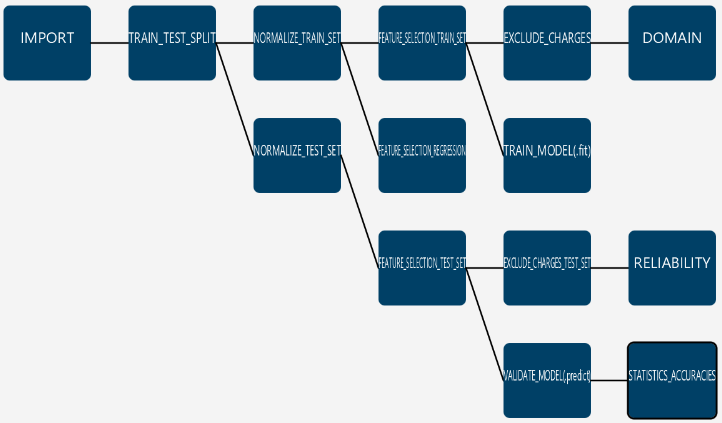 IMPORT
TRAIN_TEST_SPLIT
NORMALIZE_TRAIN_SET
FEATURE_SELECTION_TRAIN_SET
EXCLUDE_CHARGES
DOMAIN
NORMALIZE_TEST_SET
FEATURE_SELECTION_REGRESSION
TRAIN_MODEL(.fit)
FEATURE_SELECTION_TEST_SET
EXCLUDE_CHARGES_TEST_SET
RELIABILITY
VALIDATE_MODEL(.predict)
STATISTICS_ACCURACIES